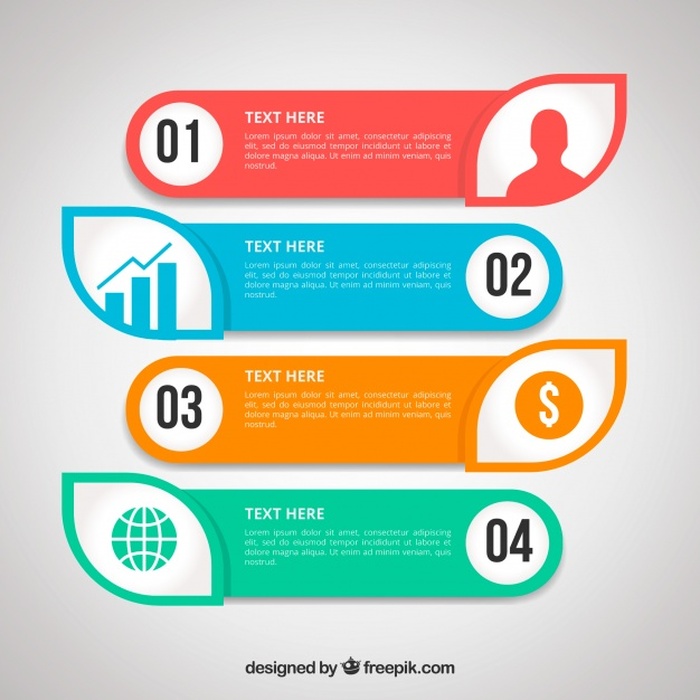 01
TEXT HERE
Lorem ipsum dolor sit amet, consectetur adipiscing
elit, sed do eiusmod tempor incididunt ut labore et
dolore magna aliqua. Ut enim ad minim veniam, quis
nostrud.
TEXT HERE
Lorem ipsum dolor sit amet, consectetur adipiscing
elit, sed do eiusmod tempor incididunt ut labore et
dolore magna aliqua. Ut enim ad minim veniam, quis
nostrud.
02
03
TEXT HERE
Lorem ipsum dolor sit amet, consectetur adipiscing
elit, sed do eiusmod tempor incididunt ut labore et
dolore magna aliqua. Ut enim ad minim veniam, quis
nostrud.
$
TEXT HERE
Lorem ipsum dolor sit amet, consectetur adipiscing
elit, sed do eiusmod tempor incididunt ut labore et
dolore magna aliqua. Ut enim ad minim veniam, quis
nostrud.
04
designed by freepik.com